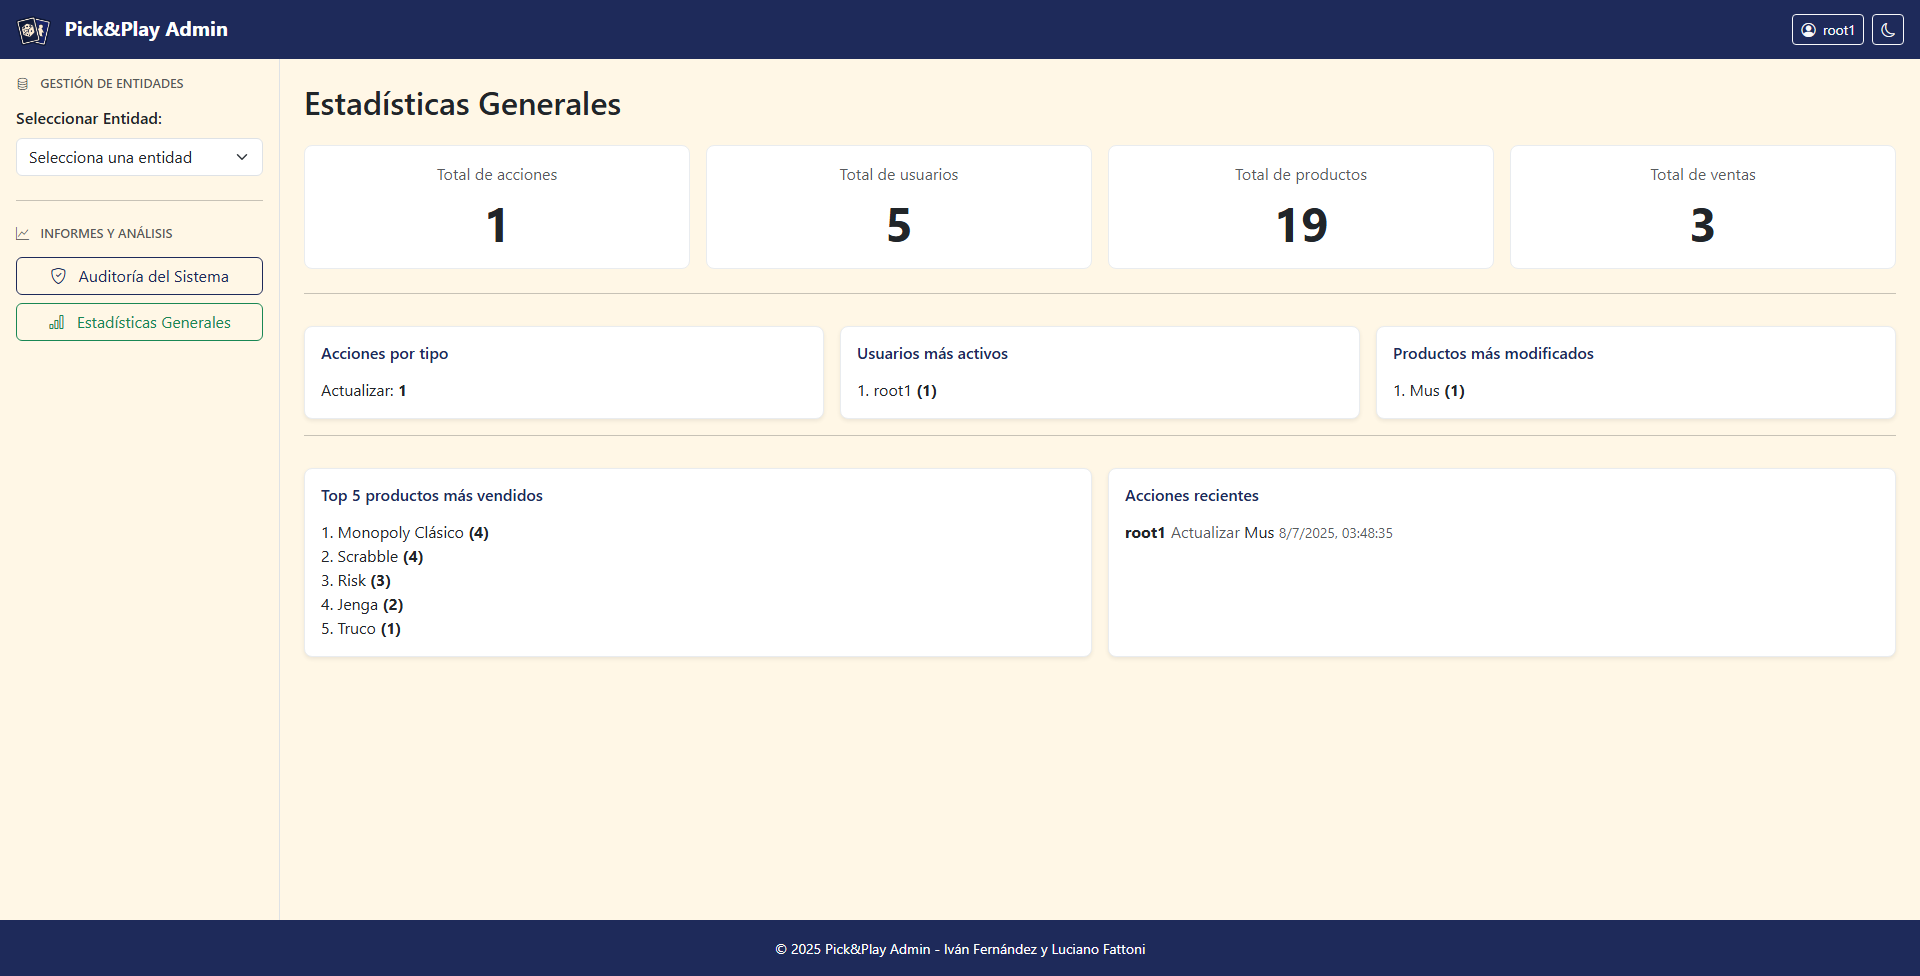 Pick&Play Admin
root1
GESTIÓN DE ENTIDADES
Seleccionar Entidad:
Selecciona una entidad
INFORMES Y ANÁLISIS
Auditoría del Sistema
Estadísticas Generales
Estadísticas Generales
Total de acciones
1
Total de usuarios
5
Total de productos
19
Total de ventas
3
Acciones por tipo
Actualizar: 1
Usuarios más activos
1. root1 (1)
Productos más modificados
1. Mus (1)
Top 5 productos más vendidos
1. Monopoly Clásico (4)
2. Scrabble (4)
3. Risk (3)
4. Jenga (2)
5. Truco (1)
Acciones recientes
root1 Actualizar Mus 8/7/2025, 03:48:35
© 2025 Pick&Play Admin - Iván Fernández y Luciano Fattoni